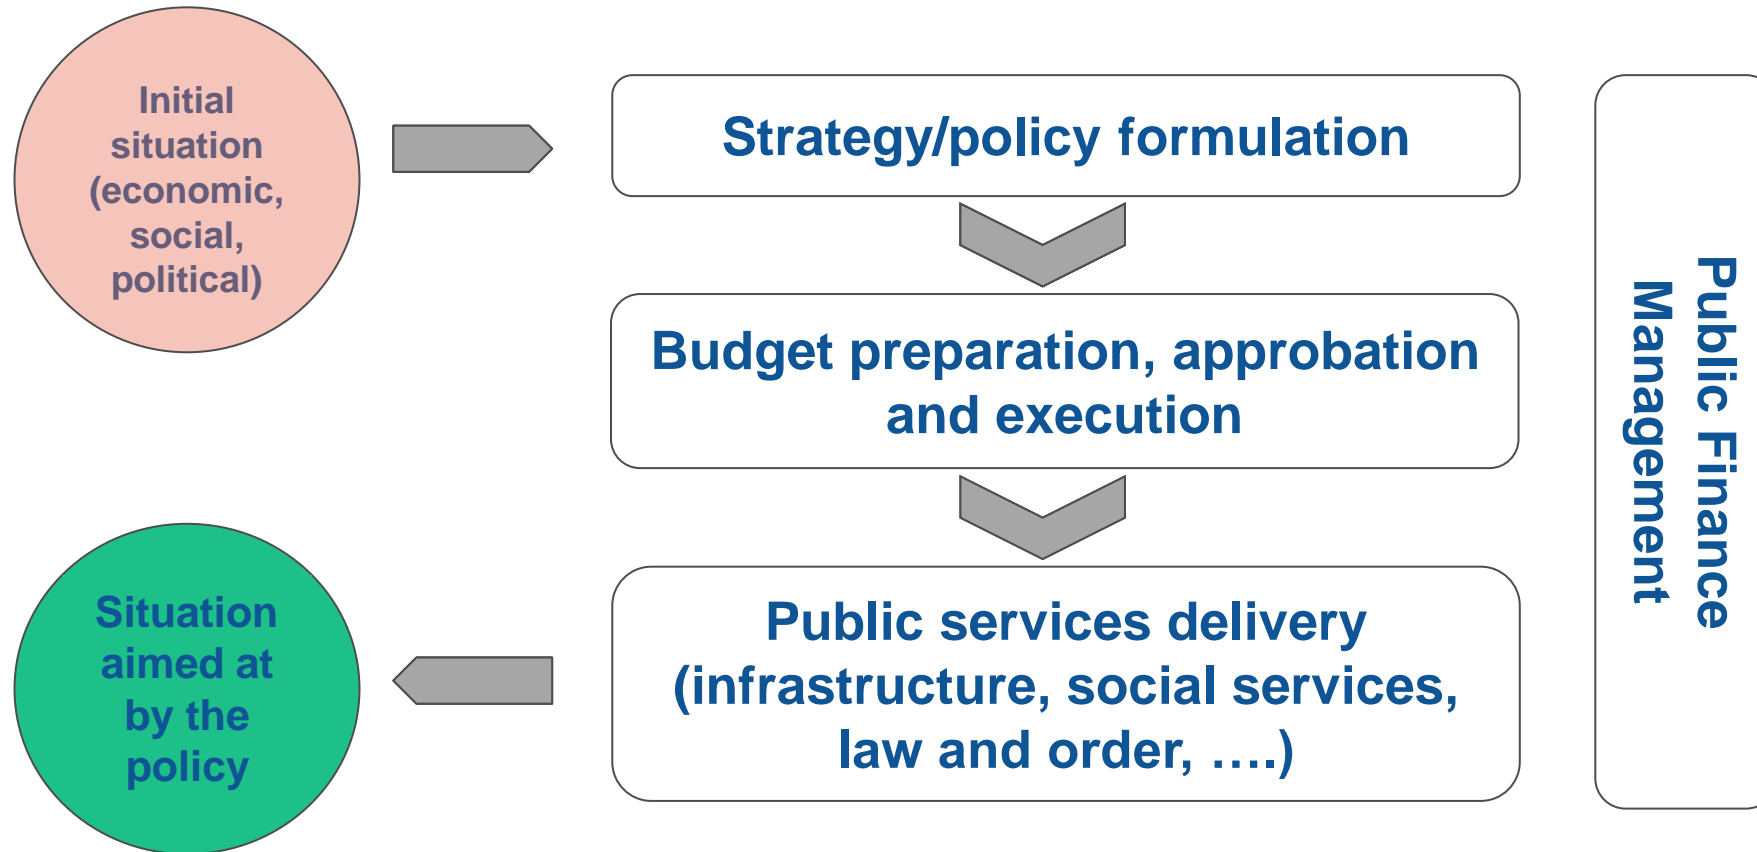 Initial
situation
(economic,
social,
political)
Strategy/policy formulation
Budget preparation, approbation
and execution
Public services delivery
(infrastructure, social services,
law and order, ….)
Situation
aimed at
by the
policy
Public Finance
Management